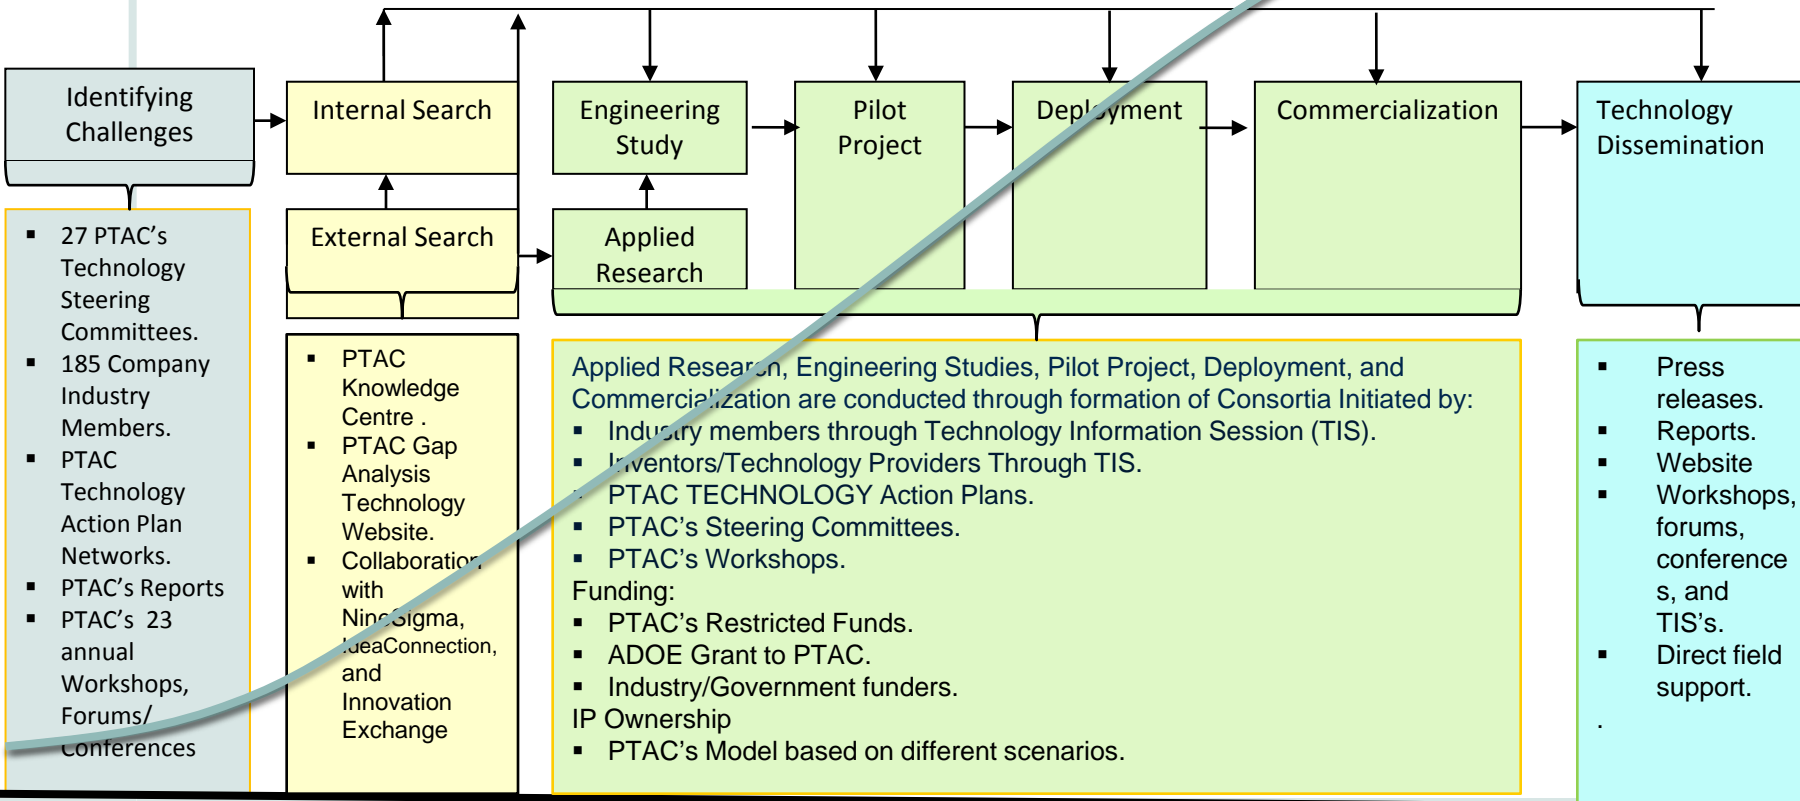 Identifying
Challenges
Internal Search
External Search
Engineering
Study
Applied
Research
Pilot
Project
Deployment
Commercialization
Technology
Dissemination
▪ 27 PTAC’s
Technology
Steering
Committees.
▪ 185 Company
Industry
Members.
▪ PTAC
Technology
Action Plan
Networks.
▪ PTAC’s Reports
▪ PTAC’s 23
annual
Workshops,
Forums/
Conferences
▪ PTAC
Knowledge
Centre .
▪ PTAC Gap
Analysis
Technology
Website.
▪ Collaboration
with
NineSigma,
IdeaConnection,
and
Innovation
Exchange
Applied Research, Engineering Studies, Pilot Project, Deployment, and
Commercialization are conducted through formation of Consortia Initiated by:
▪ Industry members through Technology Information Session (TIS).
▪ Inventors/Technology Providers Through TIS.
▪ PTAC TECHNOLOGY Action Plans.
▪ PTAC’s Steering Committees.
▪ PTAC’s Workshops.
Funding:
▪ PTAC’s Restricted Funds.
▪ ADOE Grant to PTAC.
▪ Industry/Government funders.
IP Ownership
▪ PTAC’s Model based on different scenarios.
▪ Press
releases.
▪ Reports.
▪ Website
▪ Workshops,
forums,
conference
s, and
TIS’s.
▪ Direct field
support.
.